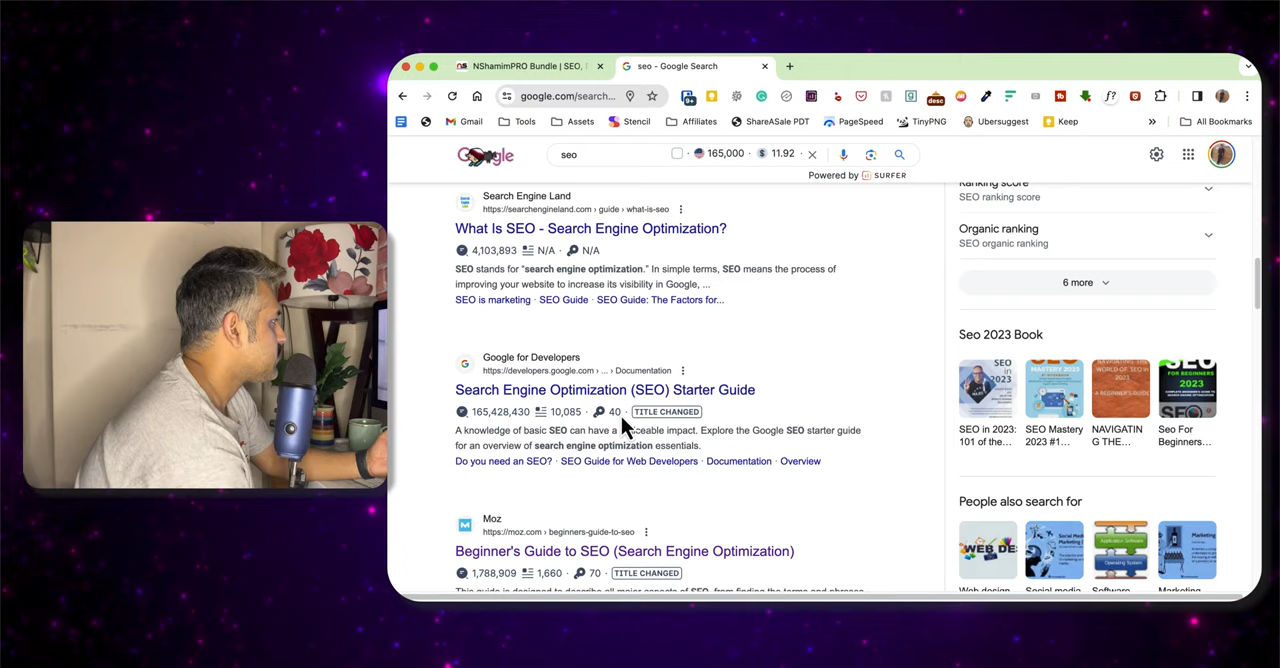 NShamimPRO Bundle | SEO,
seo - Google Search
google.com/search...
9+
desc
f?
Gmail
Tools
Assets
Stencil
Affiliates
ShareASale PDT
PageSpeed
TinyPNG
Ubersuggest
Keep
»
All Bookmarks
Google
seo
165,000 · $ 11.92 ·
Powered by SURFER
Search Engine Land
https://searchengineland.com › guide › what-is-seo
What Is SEO - Search Engine Optimization?
4,103,893 N/A · N/A
SEO stands for “search engine optimization.” In simple terms, SEO means the process of
improving your website to increase its visibility in Google, ...
SEO is marketing · SEO Guide · SEO Guide: The Factors for...
Google for Developers
https://developers.google.com › ... › Documentation
Search Engine Optimization (SEO) Starter Guide
165,428,430 10,085 · 40 · TITLE CHANGED
A knowledge of basic SEO can have a ceable impact. Explore the Google SEO starter guide
for an overview of search engine optimization essentials.
Do you need an SEO? · SEO Guide for Web Developers · Documentation · Overview
Moz
https://moz.com › beginners-guide-to-seo
Beginner's Guide to SEO (Search Engine Optimization)
1,788,909 1,660 · 70 · TITLE CHANGED
Ranking score
SEO ranking score
Organic ranking
SEO organic ranking
6 more
Seo 2023 Book
SEO in 2023:
101 of the...
SEO Mastery
2023 #1...
NAVIGATIN
G THE...
Seo For
Beginners...
People also search for